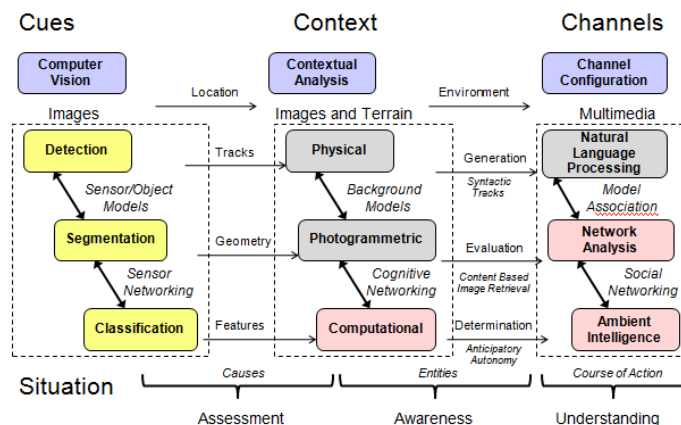 Cues
Context
Channels
Computer
Vision
Contextual
Analysis
Channel
Configuration
Location
Environment
Images
Images and Terrain
Multimedia
Detection
Tracks
Physical
Generation
Syntactic
Tracks
Natural
Language
Processing
Sensor/Object
Models
Background
Models
Model
Association
Segmentation
Geometry
Photogrammetric
Evaluation
Content Based
Image Retrieval
Network
Analysis
Sensor
Networking
Cognitive
Networking
Social
Networking
Classification
Features
Computational
Determination
Anticipatory
Autonomy
Ambient
Intelligence
Situation
Causes
Entities
Course of Action
Assessment
Awareness
Understanding